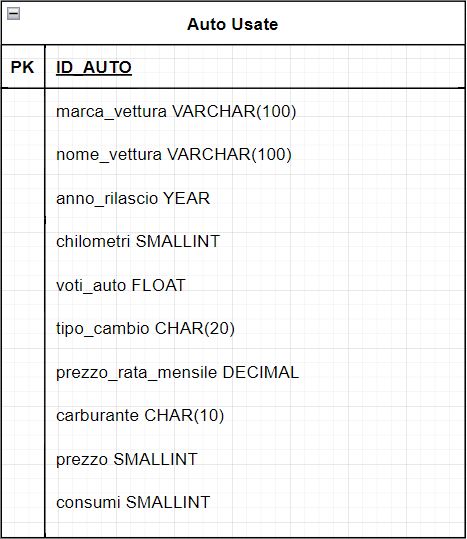 Auto Usate
PK ID_AUTO
marca_vettura VARCHAR(100)
nome_vettura VARCHAR(100)
anno_rilascio YEAR
chilometri SMALLINT
voti_auto FLOAT
tipo_cambio CHAR(20)
prezzo_rata_mensile DECIMAL
carburante CHAR(10)
prezzo SMALLINT
consumi SMALLINT